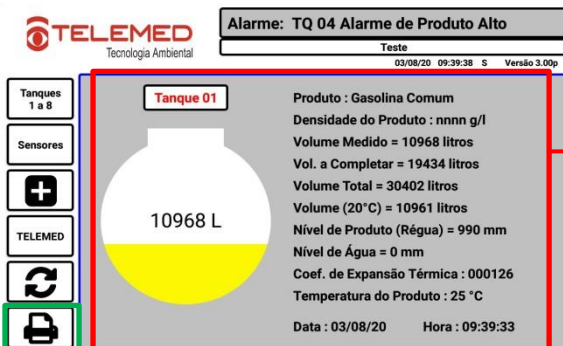 TELEMED
Tecnologia Ambiental
Alarme: TQ 04 Alarme de Produto Alto
Teste
03/08/20 09:39:38 S Versão 3.00p
Tanques
1 a 8
Sensores
TELEMED
Tanque 01
10968 L
Produto : Gasolina Comum
Densidade do Produto : nnnn g/l
Volume Medido = 10968 litros
Vol. a Completar = 19434 litros
Volume Total = 30402 litros
Volume (20°C) = 10961 litros
Nível de Produto (Régua) = 990 mm
Nível de Água = 0 mm
Coef. de Expansão Térmica : 000126
Temperatura do Produto : 25 °C
Data : 03/08/20 Hora : 09:39:33